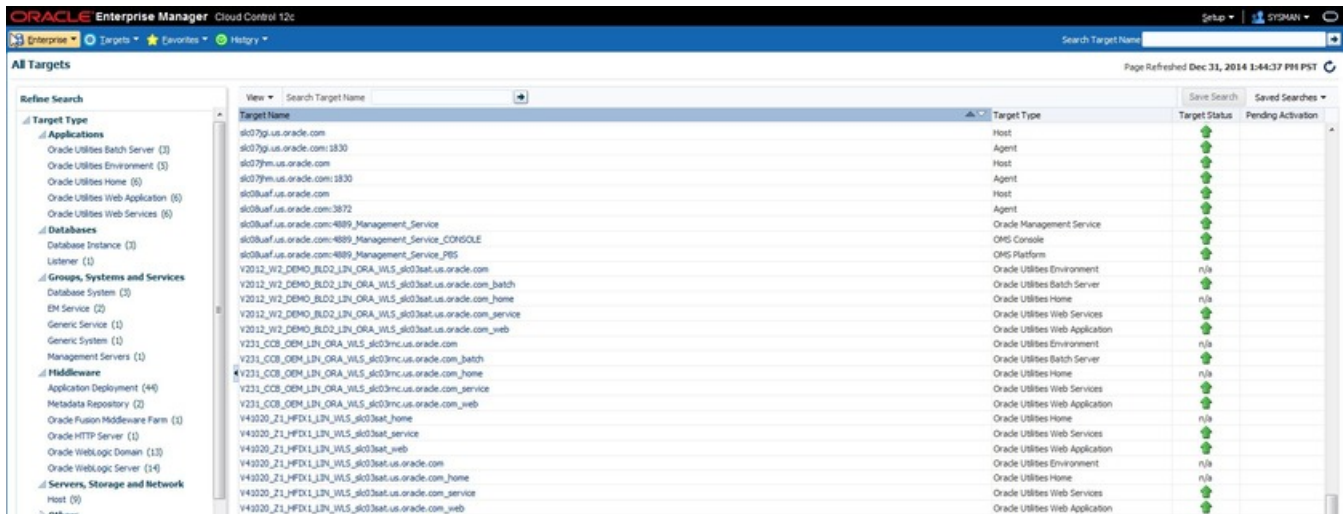 ORACLE Enterprise Manager Cloud Control 12c
Setup SYSMAN
Enterprise Targets Favorites History
Search Target Name
All Targets
Page Refreshed Dec 31, 2014 1:44:37 PM PST
Refine Search
Target Type
Applications
Oracle Utilities Batch Server (3)
Oracle Utilities Environment (5)
Oracle Utilities Home (6)
Oracle Utilities Web Application (6)
Oracle Utilities Web Services (6)
Databases
Database Instance (3)
Listener (1)
Groups, Systems and Services
Database System (3)
EM Service (2)
Generic Service (1)
Generic System (1)
Management Servers (1)
Middleware
Application Deployment (44)
Metadata Repository (2)
Oracle Fusion Middleware Farm (1)
Oracle HTTP Server (1)
Oracle WebLogic Domain (13)
Oracle WebLogic Server (14)
Servers, Storage and Network
Host (9)
Others
View Search Target Name
Save Search Saved Searches
Target Name Target Type Target Status Pending Activation
slc07jgi.us.oracle.com Host
slc07jgi.us.oracle.com:1830 Agent
slc07jhm.us.oracle.com Host
slc07jhm.us.oracle.com:1830 Agent
slc08uaf.us.oracle.com Host
slc08uaf.us.oracle.com:3872 Agent
slc08uaf.us.oracle.com:4889_Management_Service Oracle Management Service
slc08uaf.us.oracle.com:4889_Management_Service_CONSOLE OMS Console
slc08uaf.us.oracle.com:4889_Management_Service_PBS OMS Platform
V2012_W2_DEMO_BLD2_LIN_ORA_WLS_slc03sat.us.oracle.com Oracle Utilities Environment n/a
V2012_W2_DEMO_BLD2_LIN_ORA_WLS_slc03sat.us.oracle.com_batch Oracle Utilities Batch Server
V2012_W2_DEMO_BLD2_LIN_ORA_WLS_slc03sat.us.oracle.com_home Oracle Utilities Home n/a
V2012_W2_DEMO_BLD2_LIN_ORA_WLS_slc03sat.us.oracle.com_service Oracle Utilities Web Services
V2012_W2_DEMO_BLD2_LIN_ORA_WLS_slc03sat.us.oracle.com_web Oracle Utilities Web Application
V231_CCB_OEM_LIN_ORA_WLS_slc03rnc.us.oracle.com Oracle Utilities Environment n/a
V231_CCB_OEM_LIN_ORA_WLS_slc03rnc.us.oracle.com_batch Oracle Utilities Batch Server
V231_CCB_OEM_LIN_ORA_WLS_slc03rnc.us.oracle.com_home Oracle Utilities Home n/a
V231_CCB_OEM_LIN_ORA_WLS_slc03rnc.us.oracle.com_service Oracle Utilities Web Services
V231_CCB_OEM_LIN_ORA_WLS_slc03rnc.us.oracle.com_web Oracle Utilities Web Application
V41020_Z1_HFIX1_LIN_WLS_slc03sat_home Oracle Utilities Home n/a
V41020_Z1_HFIX1_LIN_WLS_slc03sat_service Oracle Utilities Web Services
V41020_Z1_HFIX1_LIN_WLS_slc03sat_web Oracle Utilities Web Application
V41020_Z1_HFIX1_LIN_WLS_slc03sat.us.oracle.com Oracle Utilities Environment n/a
V41020_Z1_HFIX1_LIN_WLS_slc03sat.us.oracle.com_home Oracle Utilities Home n/a
V41020_Z1_HFIX1_LIN_WLS_slc03sat.us.oracle.com_service Oracle Utilities Web Services
V41020_Z1_HFIX1_LIN_WLS_slc03sat.us.oracle.com_web Oracle Utilities Web Application